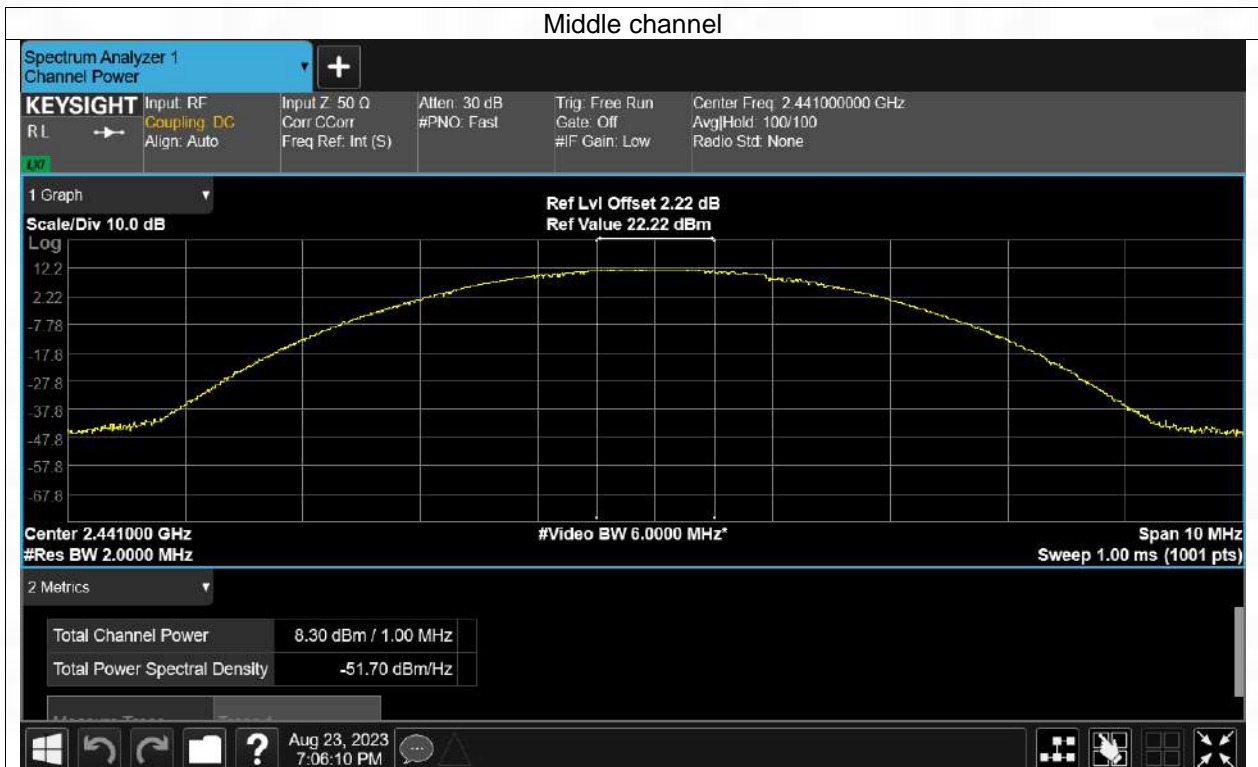 Middle channel
Spectrum Analyzer 1
Channel Power
+
KEYSIGHT
RL
LXI
Input: RF
Coupling: DC
Align: Auto
Input Z: 50 Ω
Corr CCorr
Freq Ref: Int (S)
Atten: 30 dB
#PNO: Fast
Trig: Free Run
Gate: Off
#IF Gain: Low
Center Freq: 2.441000000 GHz
Avg|Hold: 100/100
Radio Std: None
1 Graph
Scale/Div 10.0 dB
Ref Lvl Offset 2.22 dB
Ref Value 22.22 dBm
Log
12.2
2.22
-7.78
-17.8
-27.8
-37.8
-47.8
-57.8
-67.8
Center 2.441000 GHz
#Res BW 2.0000 MHz
#Video BW 6.0000 MHz*
Span 10 MHz
Sweep 1.00 ms (1001 pts)
2 Metrics
Total Channel Power 8.30 dBm / 1.00 MHz
Total Power Spectral Density -51.70 dBm/Hz
?
Aug 23, 2023
7:06:10 PM